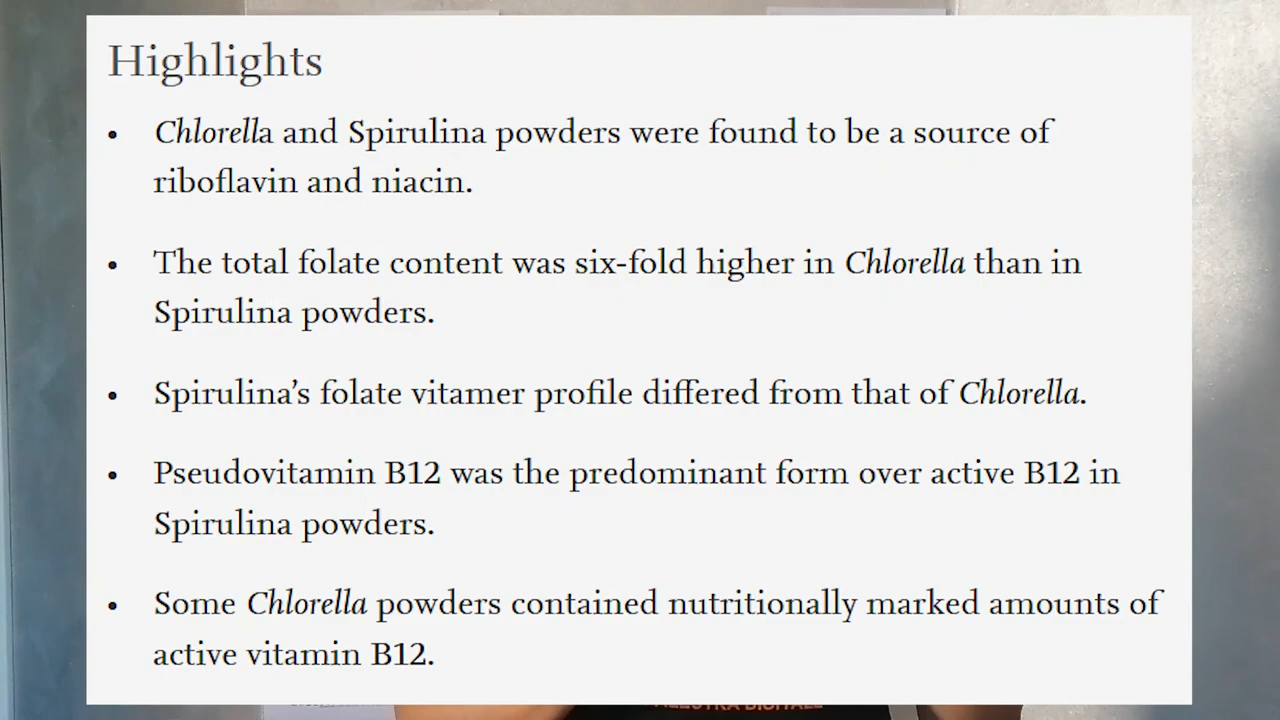 Highlights
• Chlorella and Spirulina powders were found to be a source of
riboflavin and niacin.
• The total folate content was six-fold higher in Chlorella than in
Spirulina powders.
• Spirulina’s folate vitamer profile differed from that of Chlorella.
• Pseudovitamin B12 was the predominant form over active B12 in
Spirulina powders.
• Some Chlorella powders contained nutritionally marked amounts of
active vitamin B12.